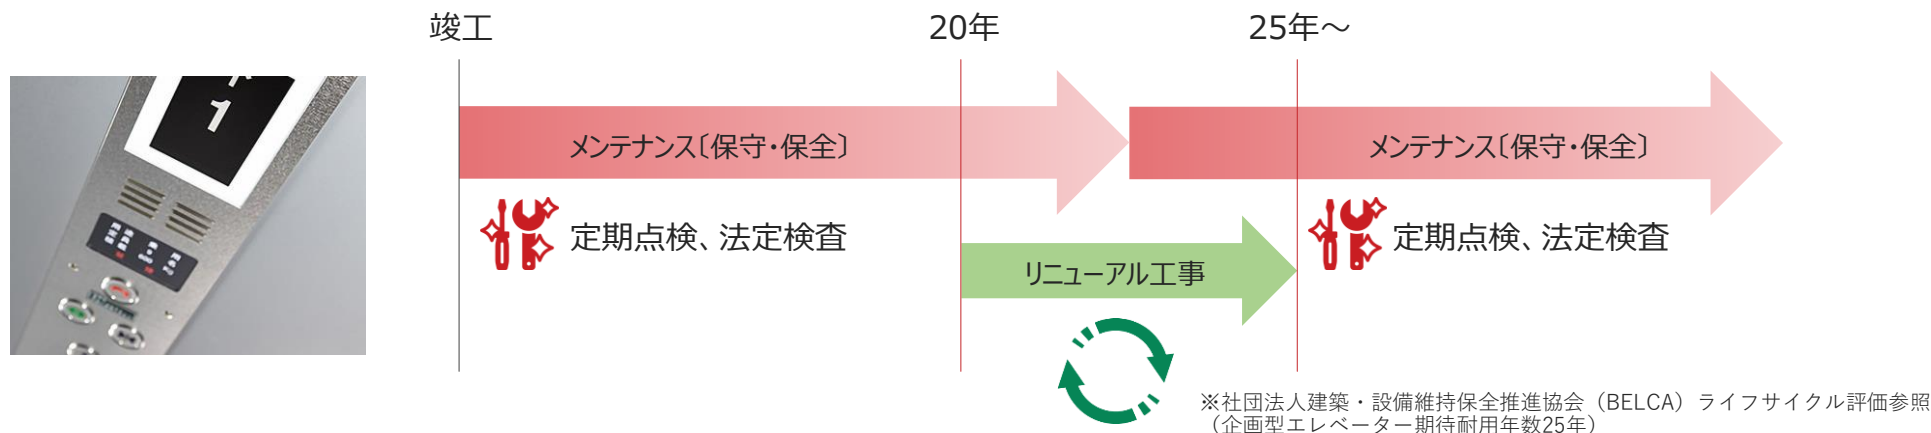 竣工
20年
25年～
1
メンテナンス〔保守・保全〕
メンテナンス〔保守・保全〕
定期点検、法定検査
定期点検、法定検査
リニューアル工事
※社団法人建築・設備維持保全推進協会（BELCA）ライフサイクル評価参照
（企画型エレベーター期待耐用年数25年）